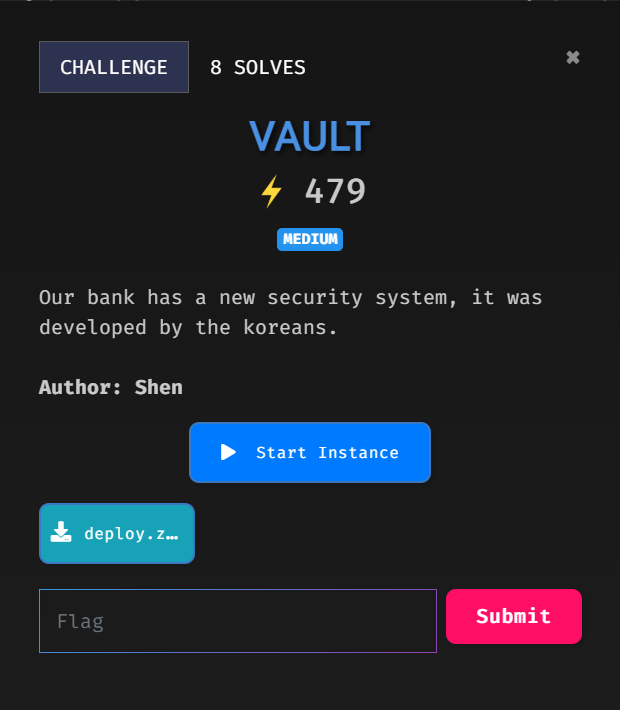 CHALLENGE 8 SOLVES ✖
VAULT
⚡ 479
MEDIUM
Our bank has a new security system, it was
developed by the koreans.
Author: Shen
Start Instance
deploy.z…
Flag
Submit